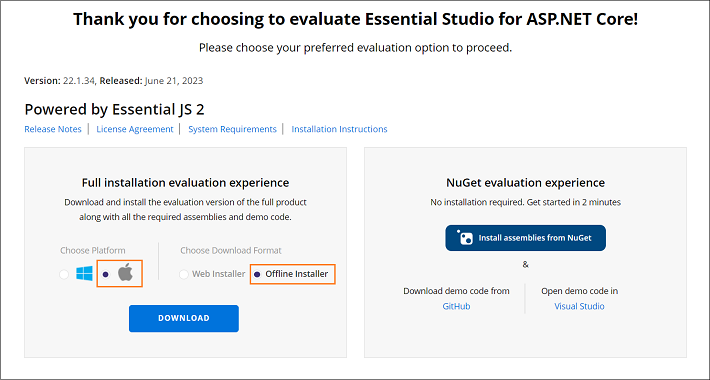 Thank you for choosing to evaluate Essential Studio for ASP.NET Core!
Please choose your preferred evaluation option to proceed.
Version: 22.1.34, Released: June 21, 2023
Powered by Essential JS 2
Release Notes | License Agreement | System Requirements | Installation Instructions
Full installation evaluation experience
Download and install the evaluation version of the full product
along with all the required assemblies and demo code.
Choose Platform
Choose Download Format
Web Installer
Offline Installer
DOWNLOAD
NuGet evaluation experience
No installation required. Get started in 2 minutes
Install assemblies from NuGet
&
Download demo code from
GitHub
Open demo code in
Visual Studio